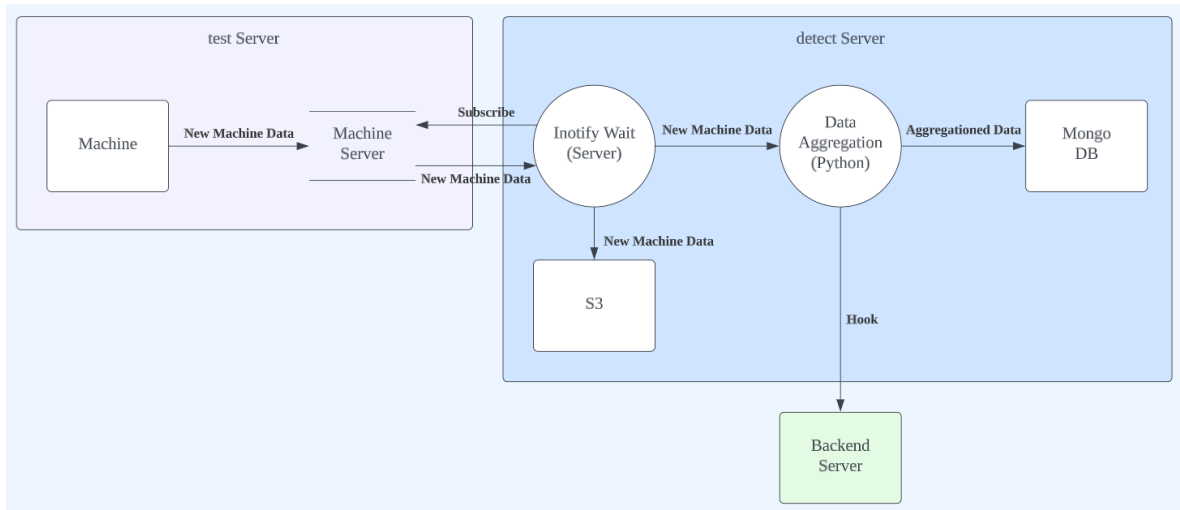 test Server
detect Server
Machine
New Machine Data
Machine
Server
Subscribe
New Machine Data
Inotify Wait
(Server)
New Machine Data
Data
Aggregation
(Python)
Aggregationed Data
Mongo
DB
New Machine Data
S3
Hook
Backend
Server